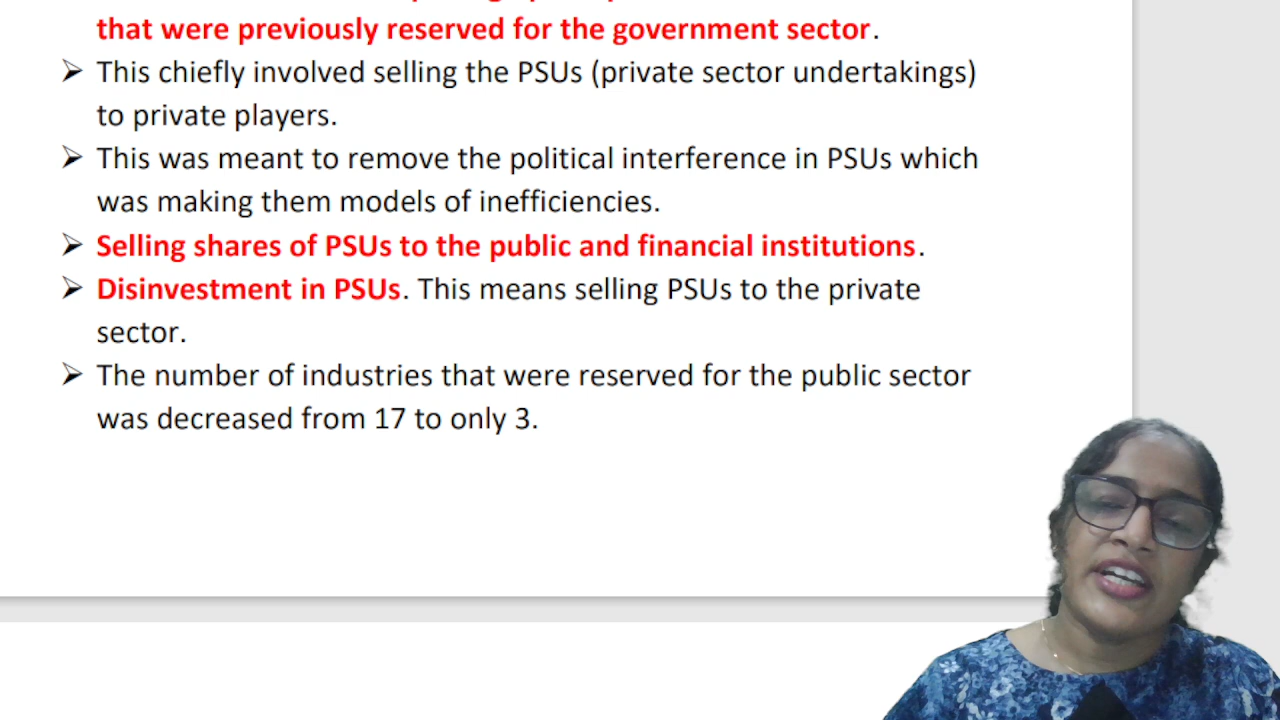 that were previously reserved for the government sector.
➢ This chiefly involved selling the PSUs (private sector undertakings)
to private players.
➢ This was meant to remove the political interference in PSUs which
was making them models of inefficiencies.
➢ Selling shares of PSUs to the public and financial institutions.
➢ Disinvestment in PSUs. This means selling PSUs to the private
sector.
➢ The number of industries that were reserved for the public sector
was decreased from 17 to only 3.